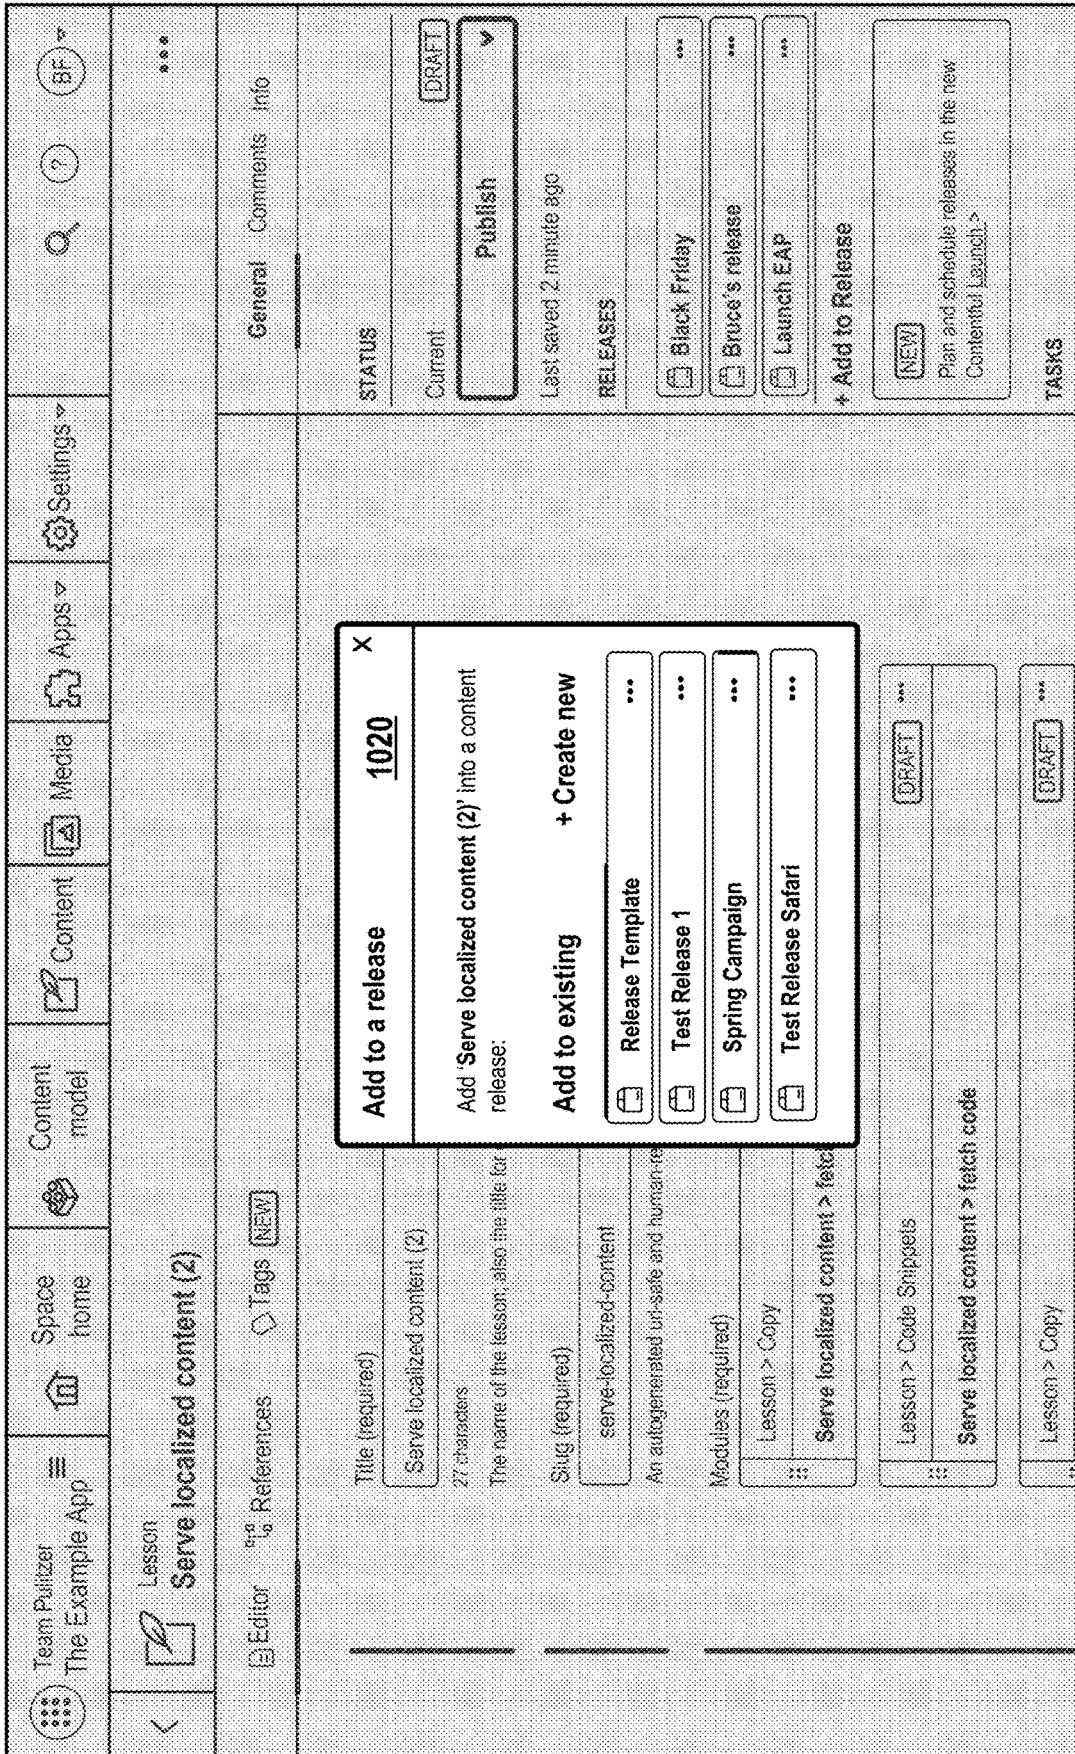 Team Pulitzer
The Example App
Space home
Content model
Content
Media
Apps
Settings
?
BF
Lesson
Serve localized content (2)
...
Editor
References
Tags NEW
General
Comments
Info
Title (required)
Serve localized content (2)
27 characters
The name of the lesson, also the title for
Slug (required)
serve-localized-content
An autogenerated url-safe and human-re
Modules (required)
Lesson > Copy
Serve localized content > fetc
Lesson > Code Snippets
DRAFT ...
Serve localized content > fetch code
Lesson > Copy
DRAFT ...
Add to a release
1020
X
Add 'Serve localized content (2)' into a content
release:
Add to existing
+ Create new
Release Template ...
Test Release 1 ...
Spring Campaign ...
Test Release Safari ...
STATUS
Current
DRAFT
Publish
Last saved 2 minute ago
RELEASES
Black Friday ...
Bruce's release ...
Launch EAP ...
+ Add to Release
NEW
Plan and schedule releases in the new
Contentful Launch >
TASKS